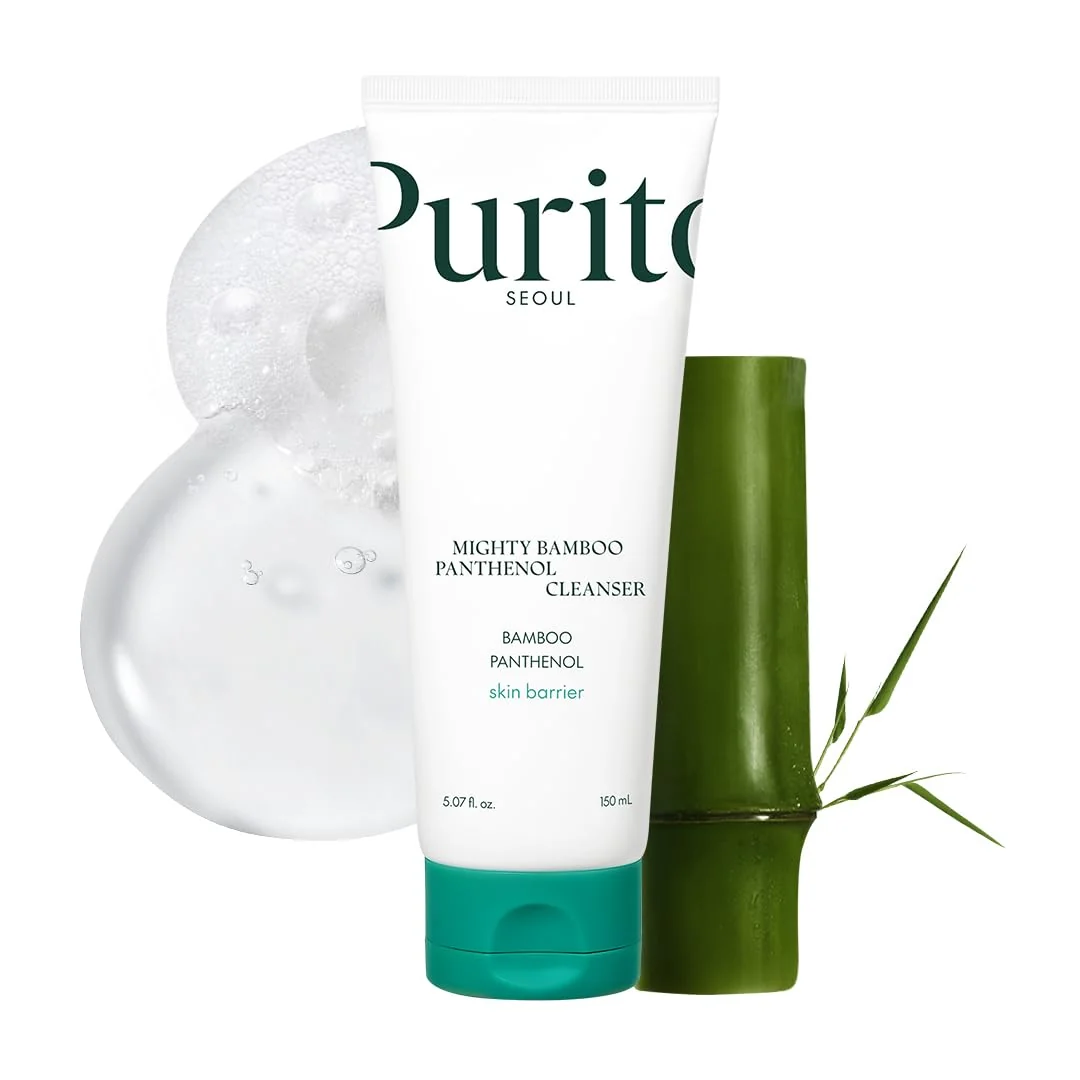 Purito
SEOUL
MIGHTY BAMBOO
PANTHENOL
CLEANSER
BAMBOO
PANTHENOL
skin barrier
5.07 fl. oz.
150 mL